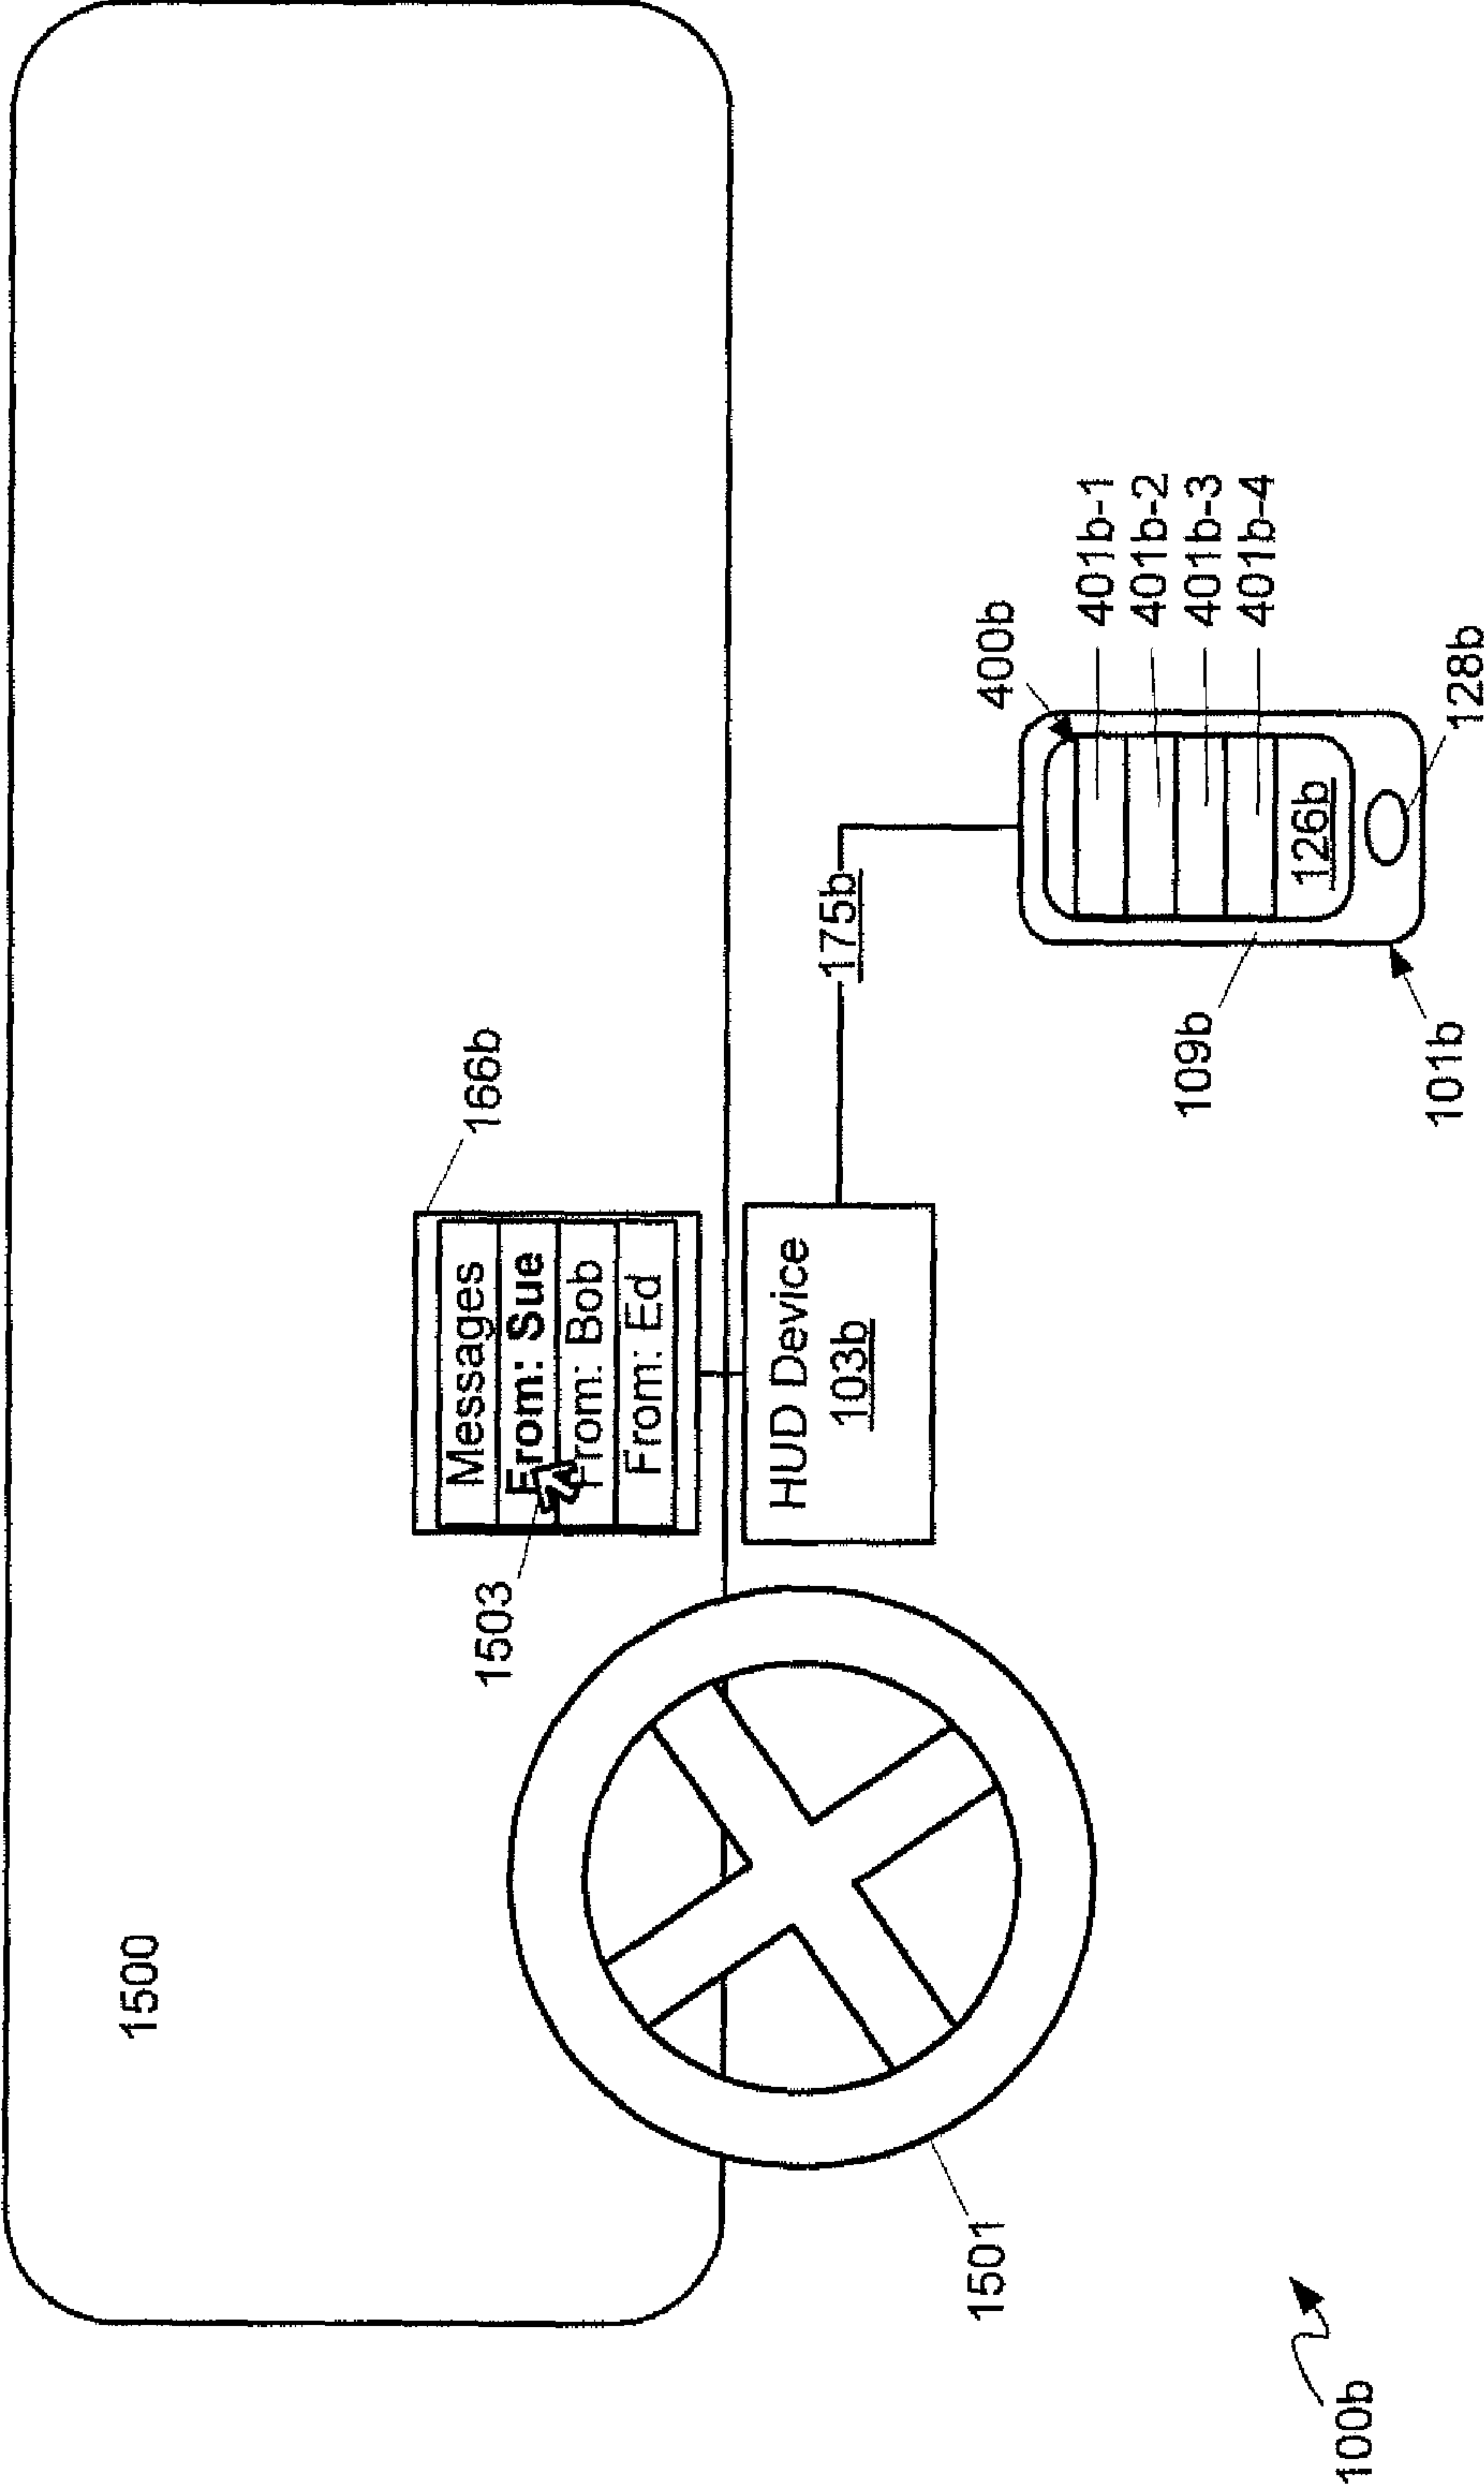 1500
1503
166b
Messages
From: Sue
From: Bob
From: Ed
HUD Device
103b
175b
400b
401b-1
401b-2
401b-3
401b-4
126b
128b
109b
101b
1501
100b